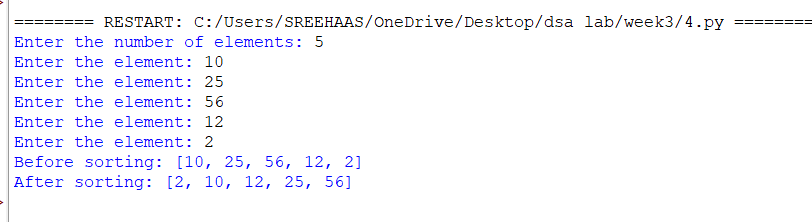 ======== RESTART: C:/Users/SREEHAAS/OneDrive/Desktop/dsa lab/week3/4.py ========
Enter the number of elements: 5
Enter the element: 10
Enter the element: 25
Enter the element: 56
Enter the element: 12
Enter the element: 2
Before sorting: [10, 25, 56, 12, 2]
After sorting: [2, 10, 12, 25, 56]